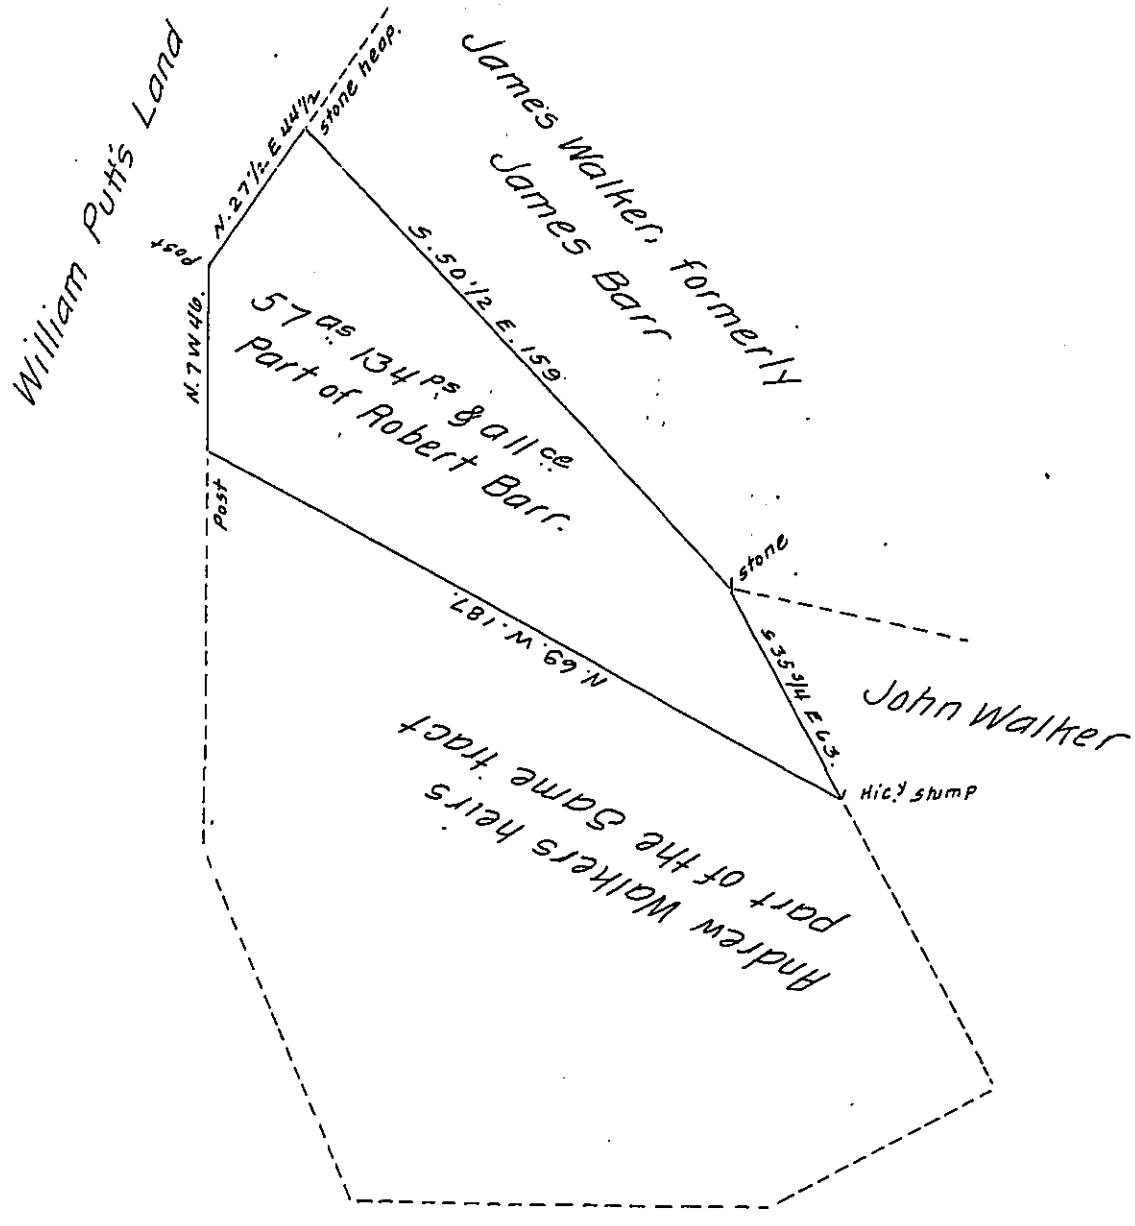 William Putt's Land
N. 27 1/2 E 44 1/2
stone heap.
James Walker, formerly
James Barr
Post
N. 7 W 46.
S. 50 1/2 E. 159
57 as 134 ps & all ce
Part of Robert Barr.
Post
stone
N. 69. W. 187.
S 35 3/4 E 63.
John Walker
Hic.y stump
Andrew Walkers heirs
part of the Same tract